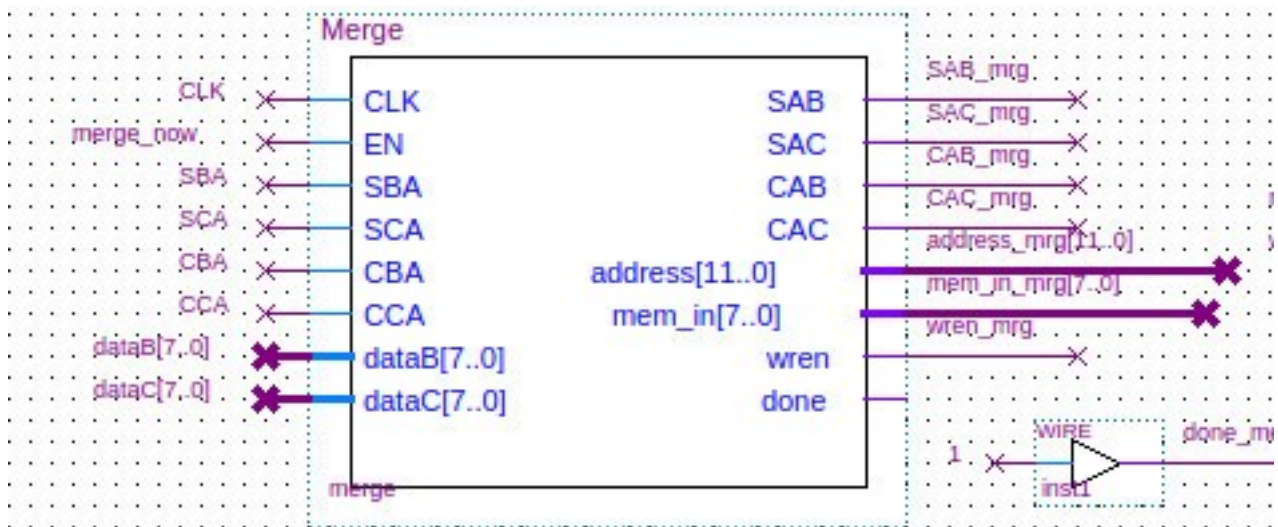 Merge
CLK
merge_now
SBA
SCA
CBA
CCA
dataB[7..0]
dataC[7..0]
CLK
EN
SBA
SCA
CBA
CCA
dataB[7..0]
dataC[7..0]
SAB
SAC
CAB
CAC
address[11..0]
mem_in[7..0]
wren
done
SAB_mrg
SAC_mrg
CAB_mrg
CAC_mrg
address_mrg[11..0]
mem_in_mrg[7..0]
wren_mrg
merge
WIRE
1
inst1